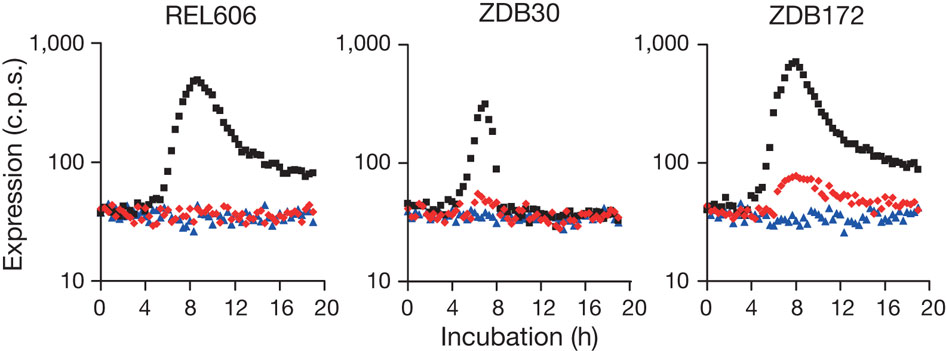 REL606 ZDB30 ZDB172
Expression (c.p.s.)
1,000 1,000 1,000
100 100 100
10 10 10
0 4 8 12 16 20 0 4 8 12 16 20 0 4 8 12 16 20
Incubation (h)